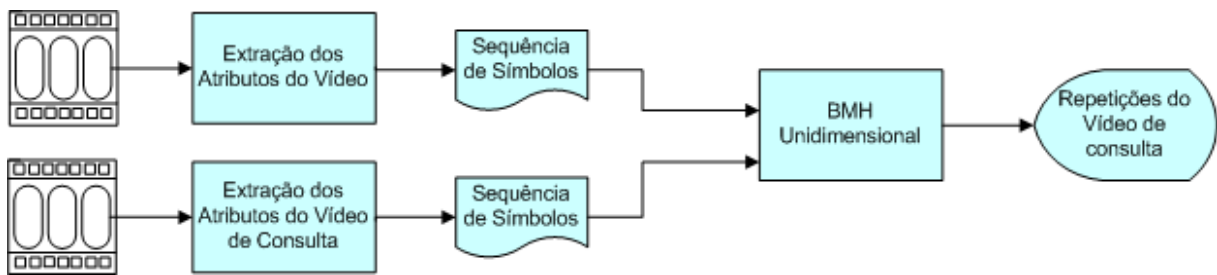 Extração dos
Atributos do Vídeo
Sequência
de Símbolos
BMH
Unidimensional
Repetições do
Vídeo de
consulta
Extração dos
Atributos do Vídeo
de Consulta
Sequência
de Símbolos